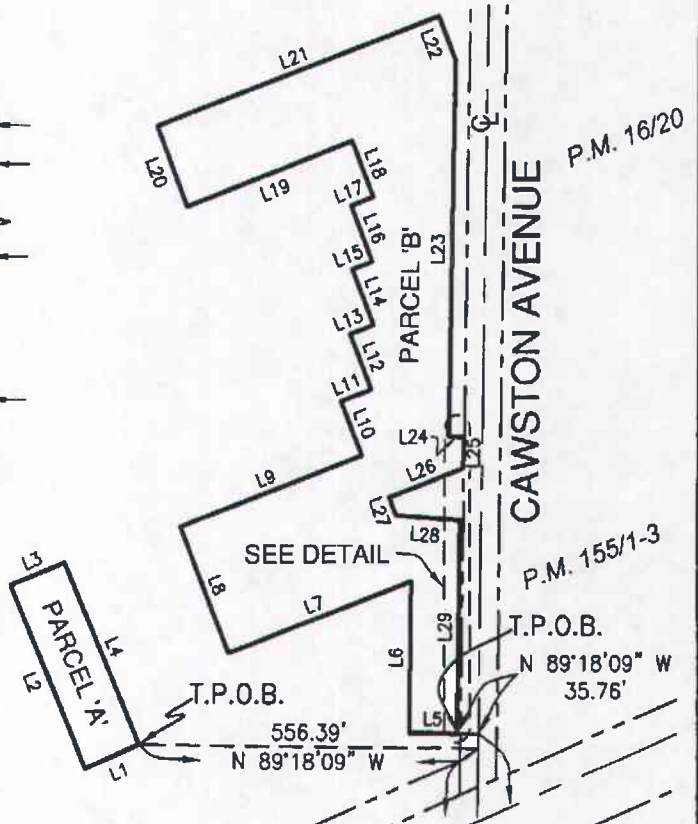 L22
L21
℄
P.M. 16/20
L20
L18
L19
L17
L16
L15
L14
L13
L12
L11
L10
L23
PARCEL 'B'
CAWSTON AVENUE
L24
L25
L26
L9
L27
L28
SEE DETAIL
P.M. 155/1-3
L3
L8
L7
L6
L29
T.P.O.B.
PARCEL 'A'
L4
L2
N 89°18'09" W
35.76'
T.P.O.B.
L5
556.39'
N 89°18'09" W
L1